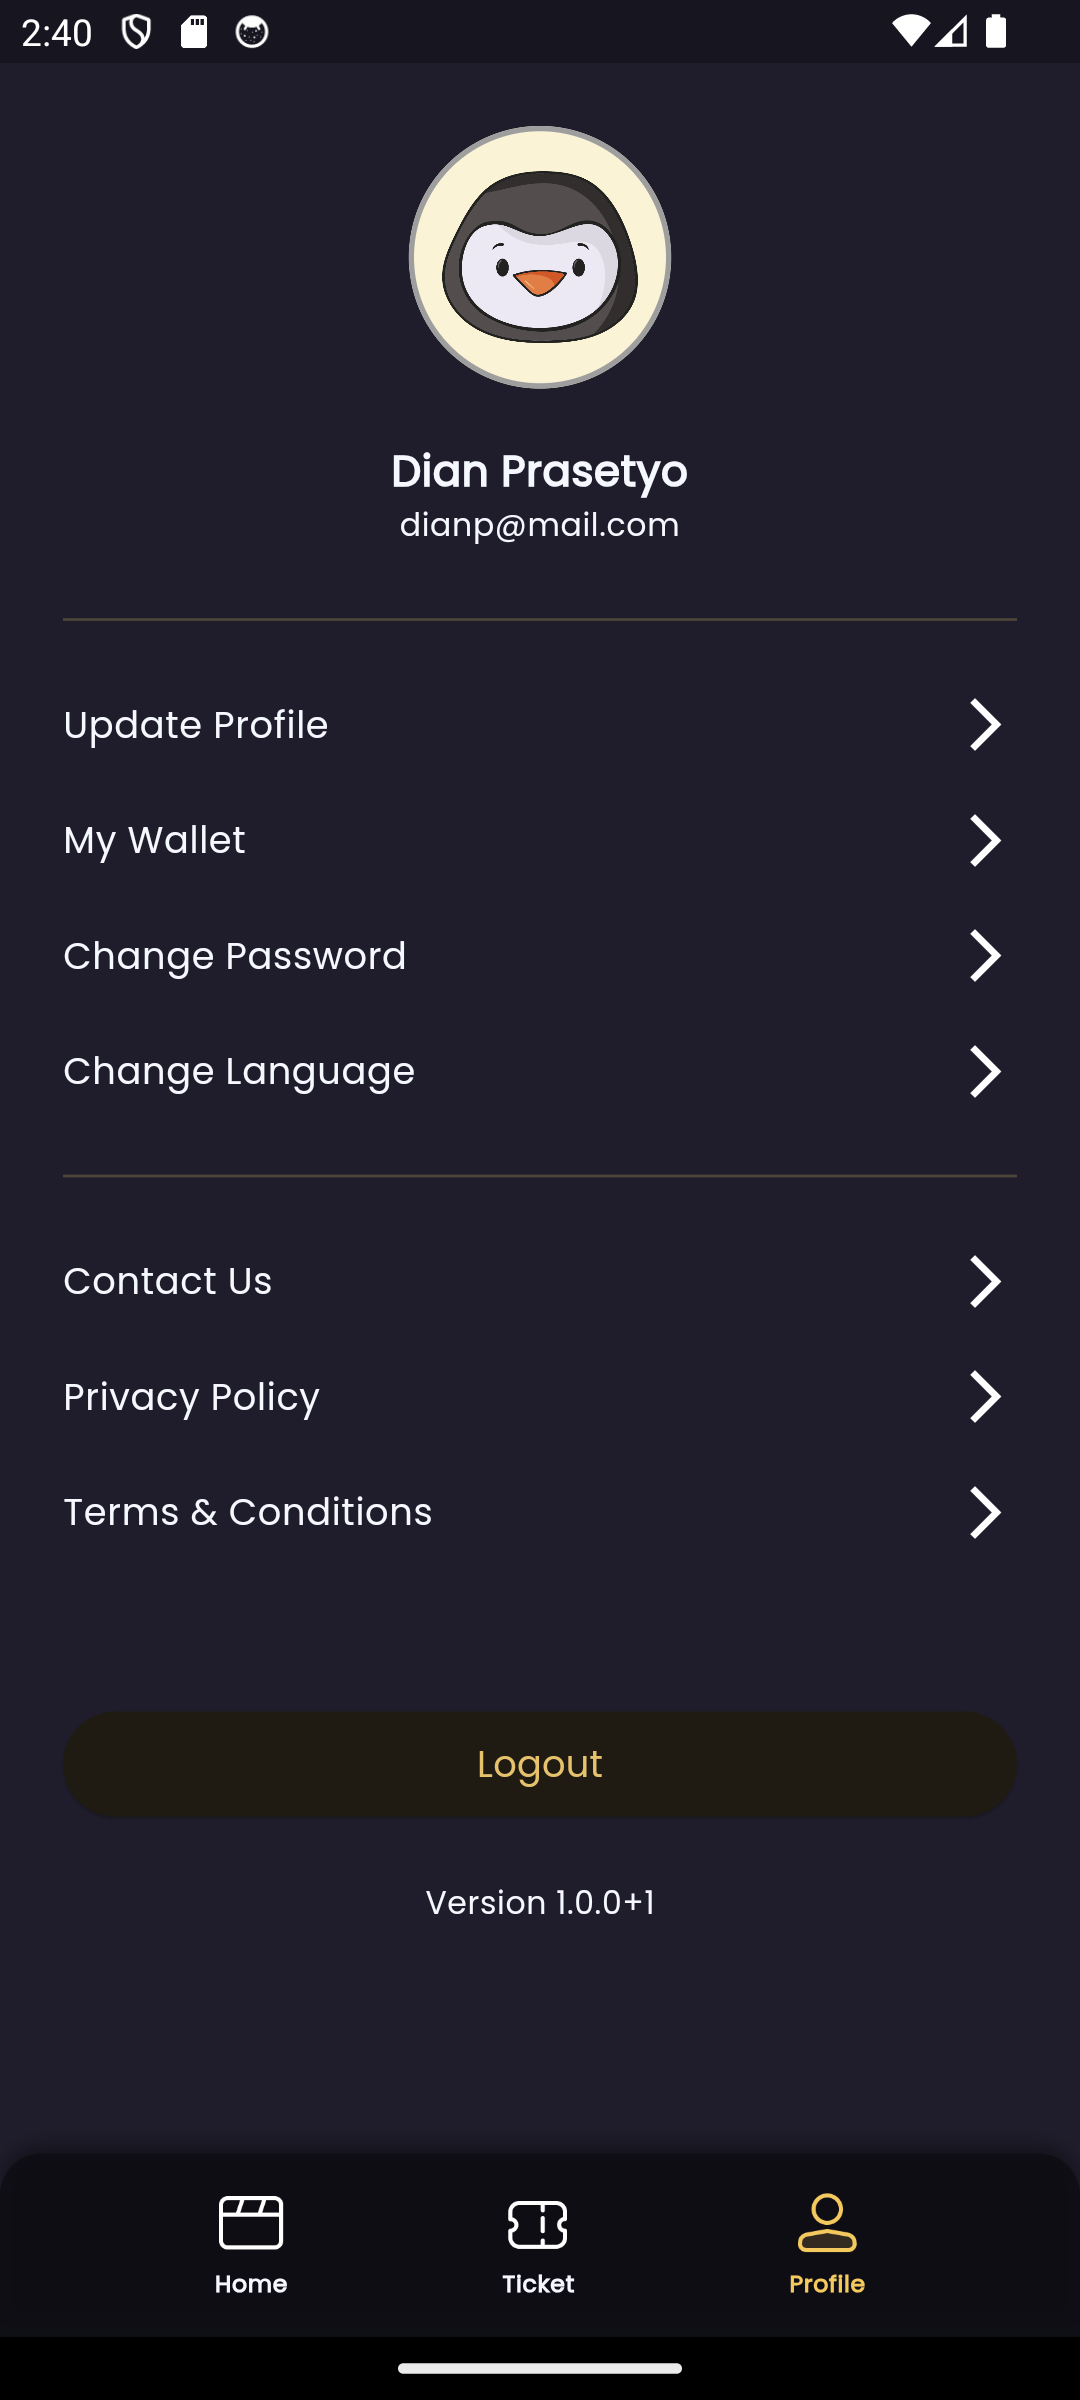 2:40
Dian Prasetyo
dianp@mail.com
Update Profile
My Wallet
Change Password
Change Language
Contact Us
Privacy Policy
Terms & Conditions
Logout
Version 1.0.0+1
Home
Ticket
Profile